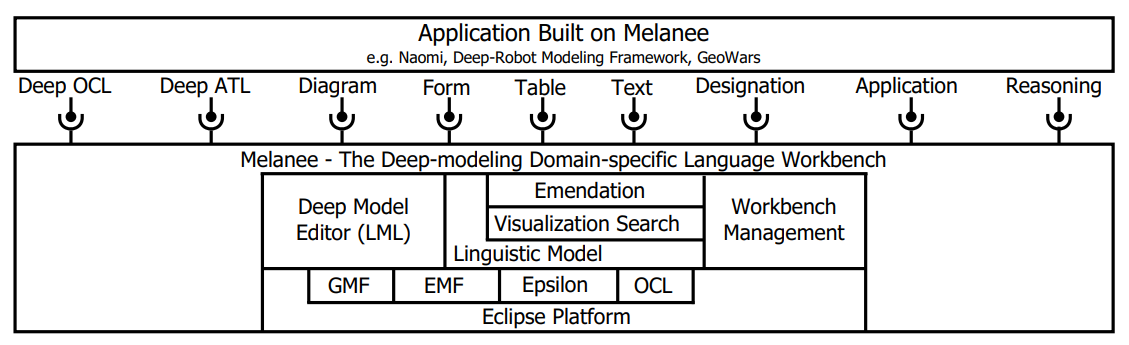 Application Built on Melanee
e.g. Naomi, Deep-Robot Modeling Framework, GeoWars
Deep OCL Deep ATL Diagram Form Table Text Designation Application Reasoning
Melanee - The Deep-modeling Domain-specific Language Workbench
Deep Model
Editor (LML)
Emendation
Visualization Search
Linguistic Model
Workbench
Management
GMF EMF Epsilon OCL
Eclipse Platform